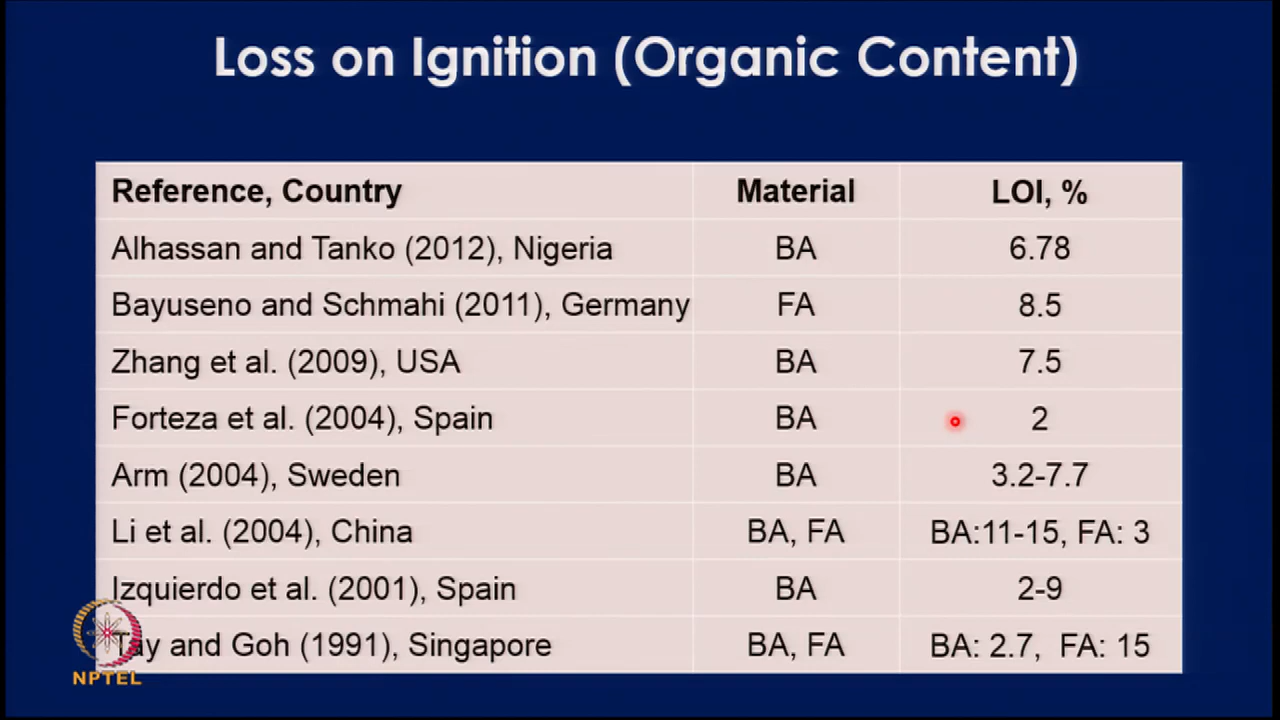 Loss on Ignition (Organic Content)
Reference, Country Material LOI, %
Alhassan and Tanko (2012), Nigeria BA 6.78
Bayuseno and Schmahi (2011), Germany FA 8.5
Zhang et al. (2009), USA BA 7.5
Forteza et al. (2004), Spain BA 2
Arm (2004), Sweden BA 3.2-7.7
Li et al. (2004), China BA, FA BA:11-15, FA: 3
Izquierdo et al. (2001), Spain BA 2-9
Tay and Goh (1991), Singapore BA, FA BA: 2.7, FA: 15
NPTEL